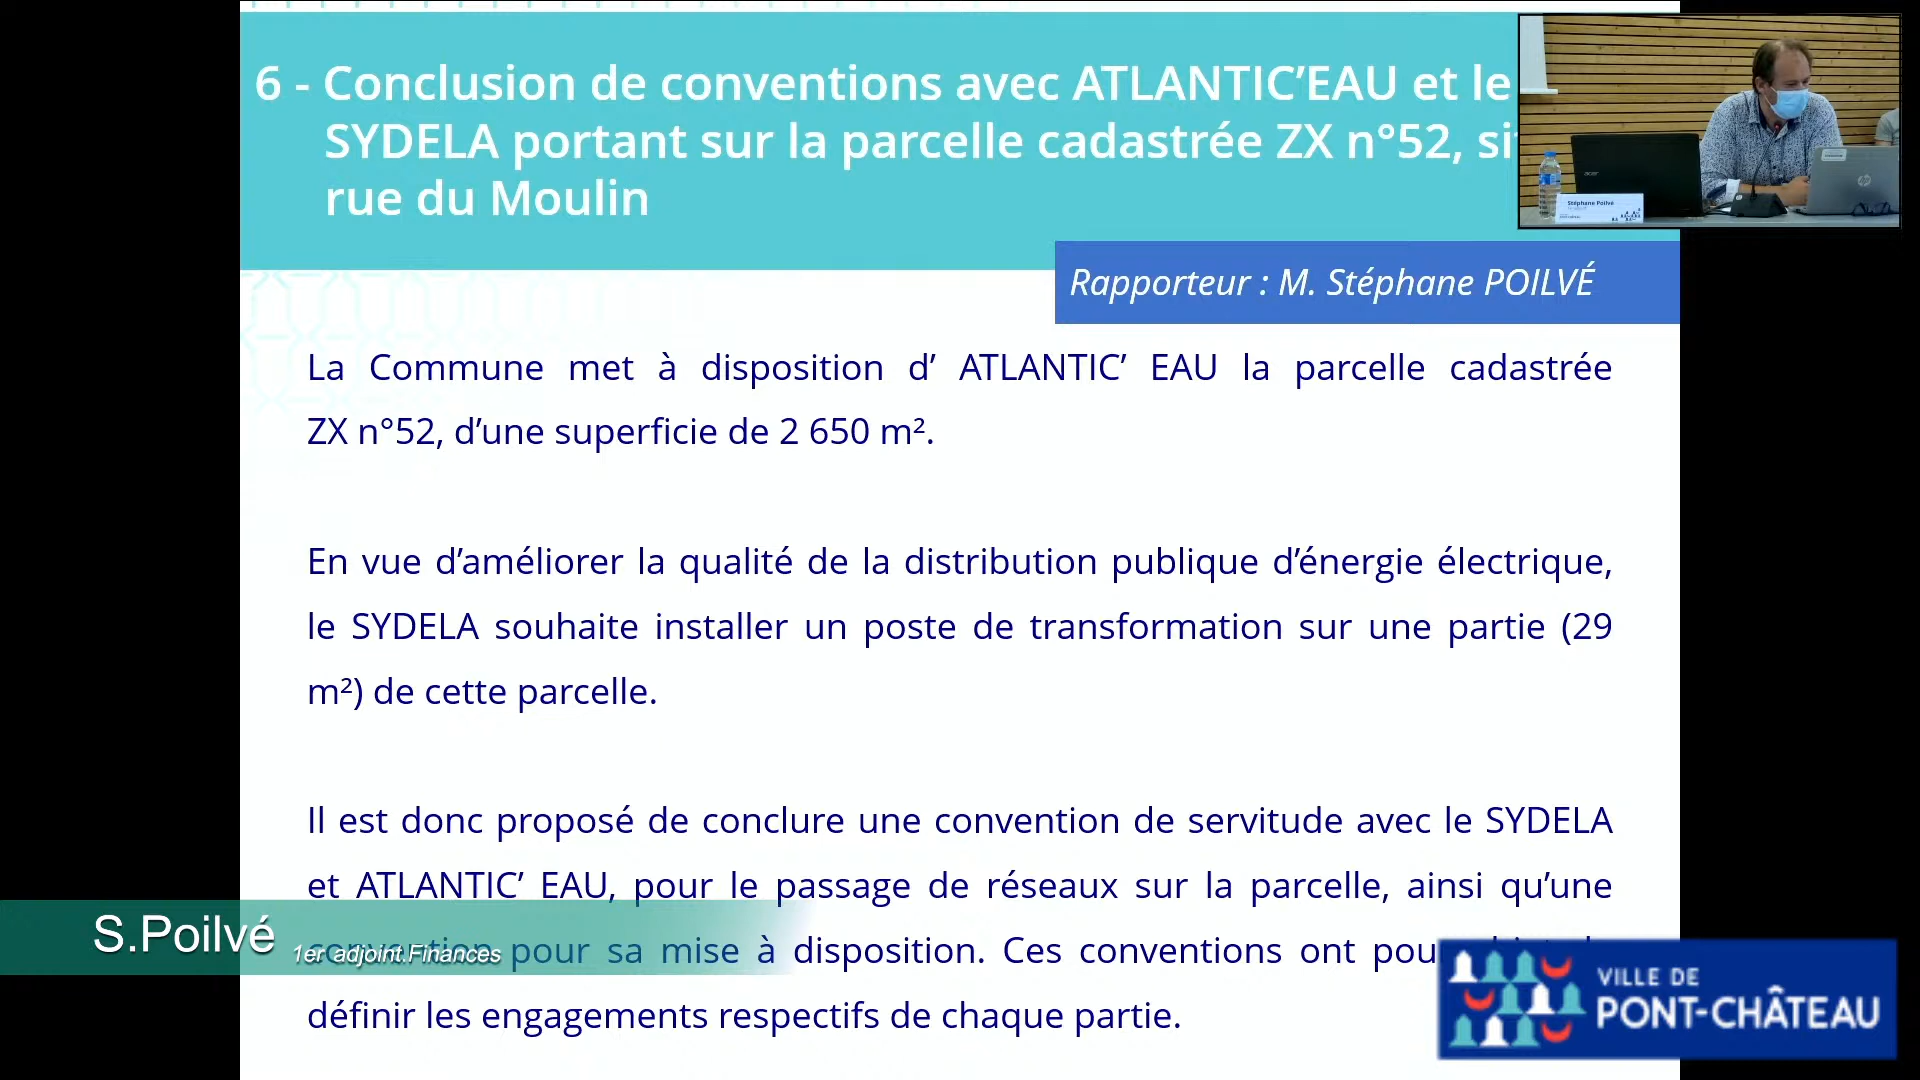 6 - Conclusion de conventions avec ATLANTIC’EAU et le
SYDELA portant sur la parcelle cadastrée ZX n°52, si
rue du Moulin
Stéphane Poilvé
acer
hp
Rapporteur : M. Stéphane POILVÉ
La Commune met à disposition d’ ATLANTIC’ EAU la parcelle cadastrée
ZX n°52, d’une superficie de 2 650 m².
En vue d’améliorer la qualité de la distribution publique d’énergie électrique,
le SYDELA souhaite installer un poste de transformation sur une partie (29
m²) de cette parcelle.
Il est donc proposé de conclure une convention de servitude avec le SYDELA
et ATLANTIC’ EAU, pour le passage de réseaux sur la parcelle, ainsi qu’une
convention pour sa mise à disposition. Ces conventions ont pou
définir les engagements respectifs de chaque partie.
S.Poilvé
1er adjoint.Finances
VILLE DE
PONT-CHÂTEAU